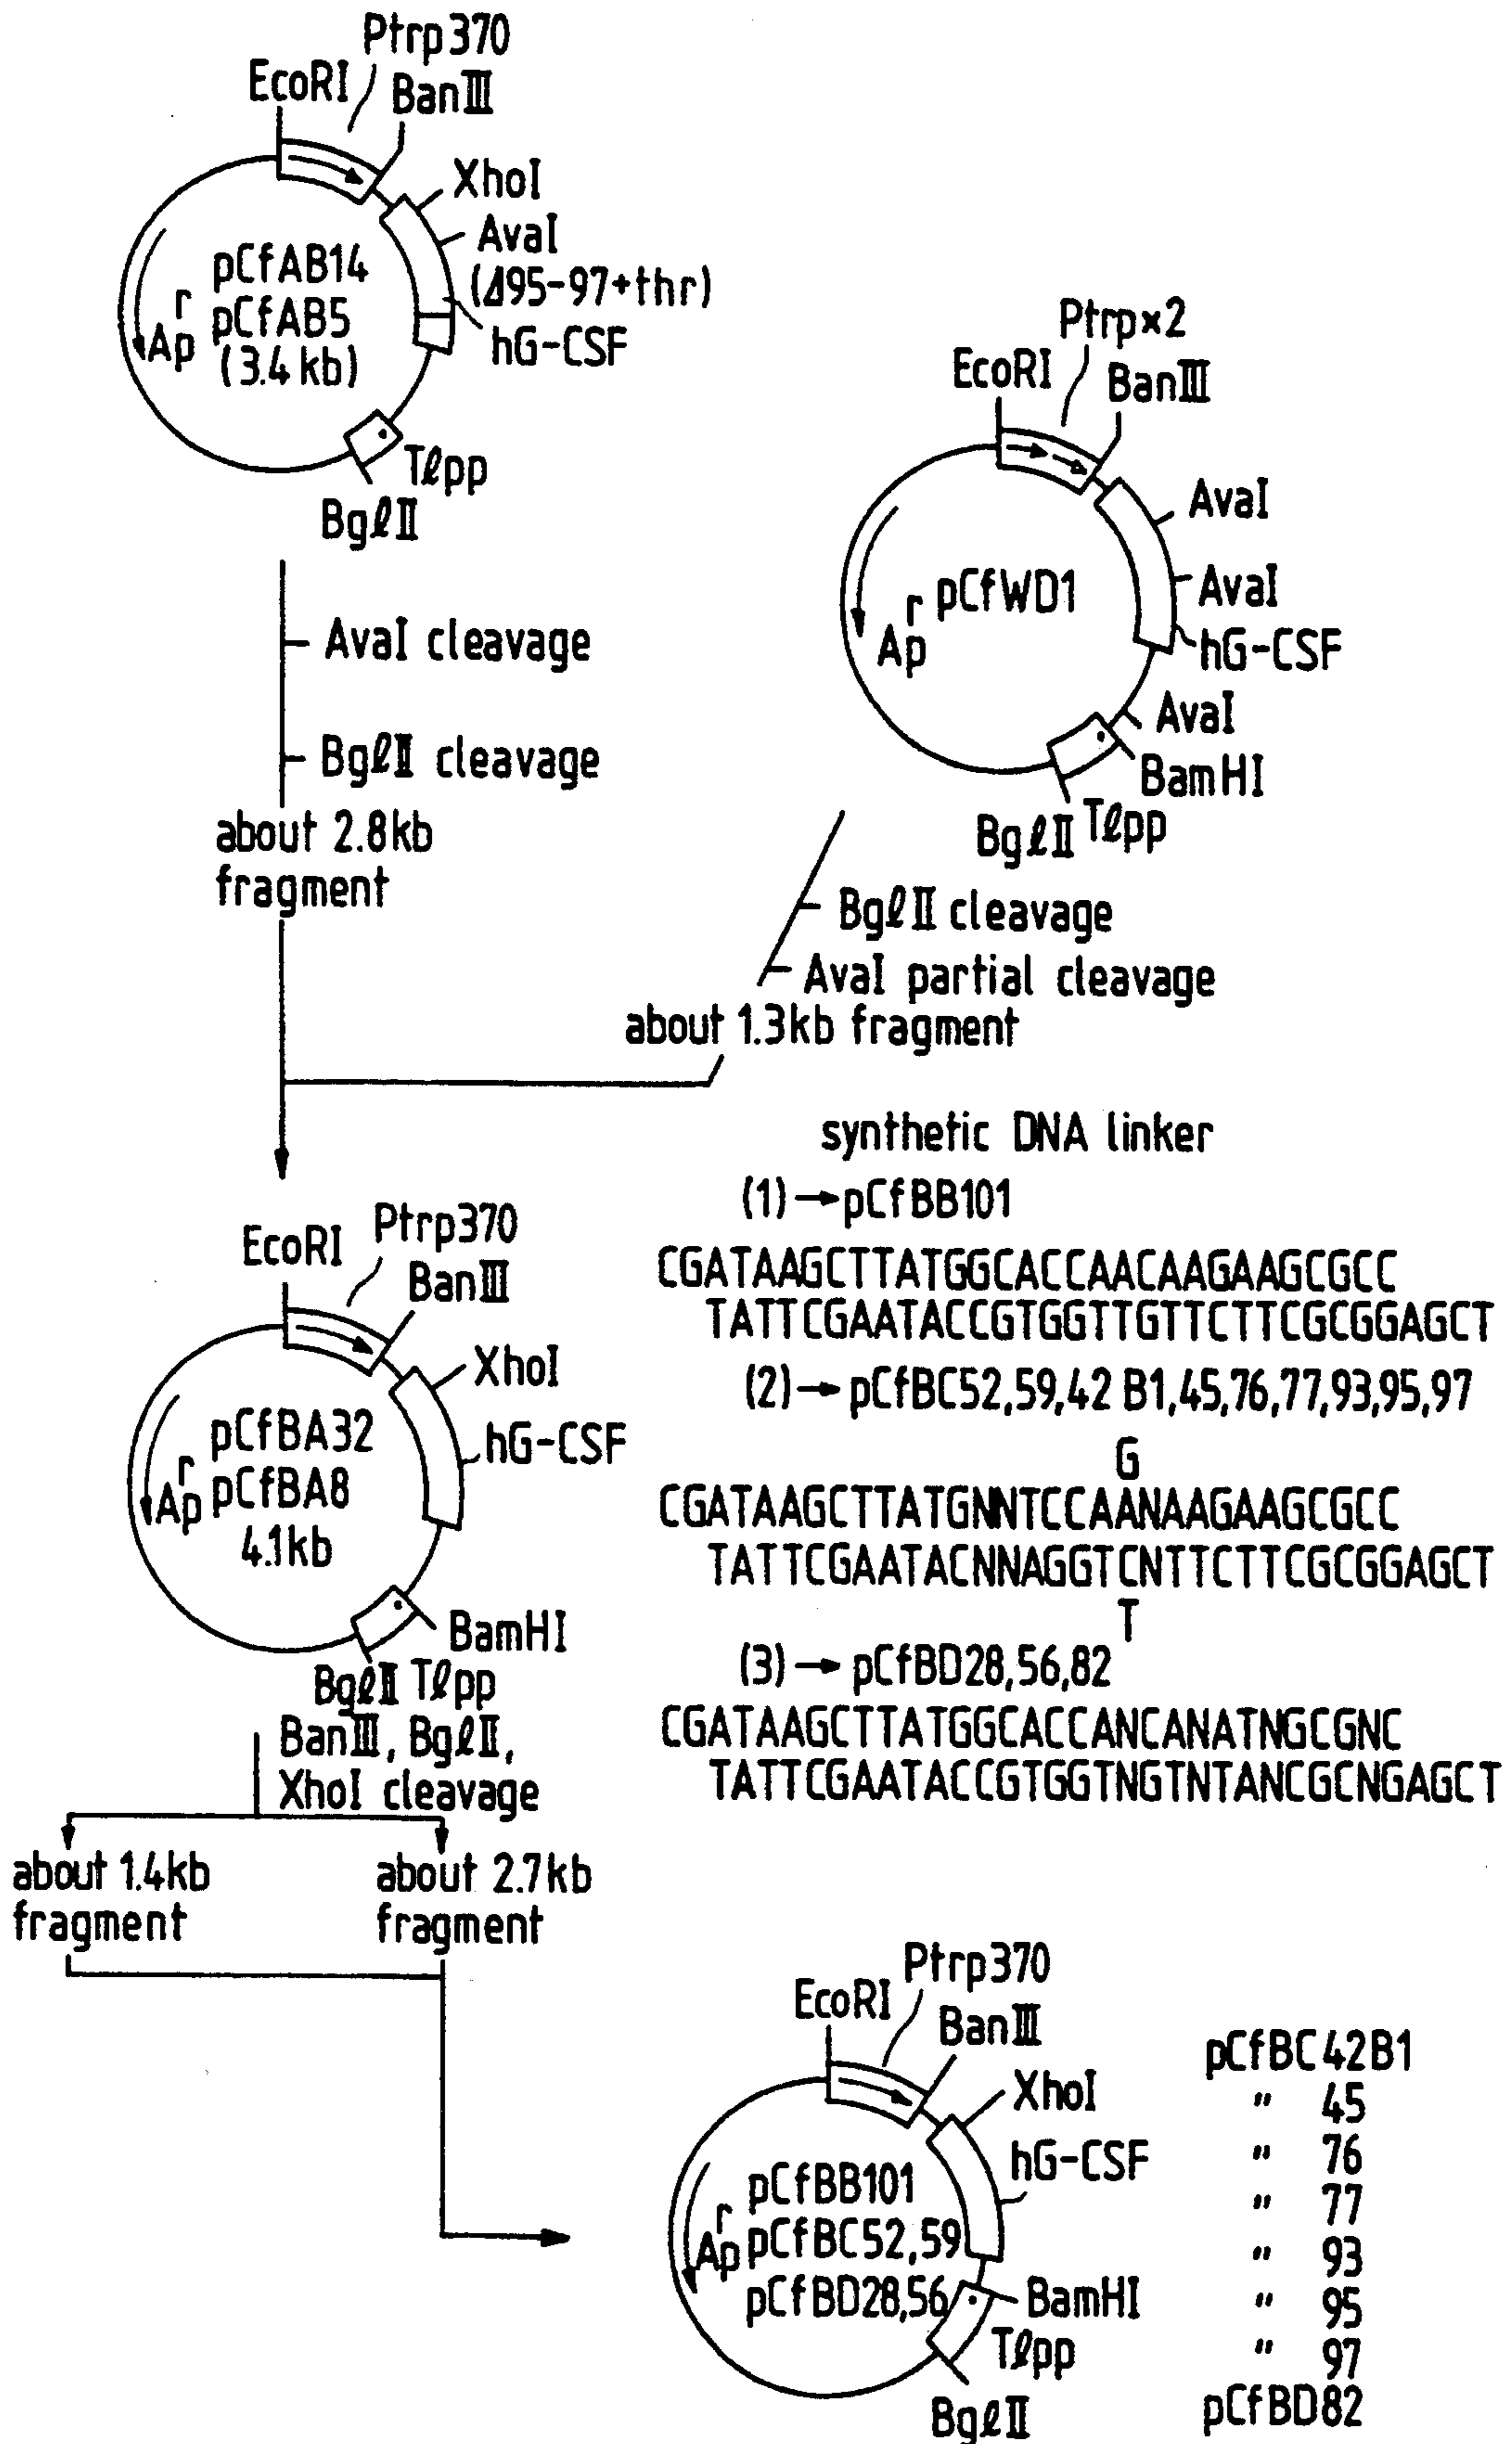 Ptrp370
EcoRI
BanIII
XhoI
AvaI
(Δ95-97+thr)
hG-CSF
pCfAB14
pCfAB5
(3.4 kb)
Apr
Tℓpp
BgℓII
AvaI cleavage
BgℓII cleavage
about 2.8kb
fragment
Ptrp×2
EcoRI
BanIII
AvaI
AvaI
hG-CSF
pCfWD1
Apr
AvaI
BamHI
Tℓpp
BgℓII
BgℓII cleavage
AvaI partial cleavage
about 1.3kb fragment
synthetic DNA linker
(1)→pCfBB101
CGATAAGCTTATGGCACCAACAAGAAGCGCC
TATTCGAATACCGTGGTTGTTCTTCGCGGAGCT
(2)→pCfBC52,59,42 B1,45,76,77,93,95,97
G
CGATAAGCTTATGNNTCCAANAAGAAGCGCC
TATTCGAATACNNAGGTCNTTCTTCGCGGAGCT
T
(3)→pCfBD28,56,82
CGATAAGCTTATGGCACCANCANATNGCGNC
TATTCGAATACCGTGGTNGTNTANCGCNGAGCT
Ptrp370
EcoRI
BanIII
XhoI
hG-CSF
pCfBA32
pCfBA8
4.1kb
Apr
BamHI
BgℓII Tℓpp
BanIII, BgℓII,
XhoI cleavage
about 1.4kb
fragment
about 2.7kb
fragment
Ptrp370
EcoRI
BanIII
XhoI
hG-CSF
pCfBB101
pCfBC52,59
pCfBD28,56
Apr
BamHI
Tℓpp
BgℓII
pCfBC42B1
" 45
" 76
" 77
" 93
" 95
" 97
pCfBD82